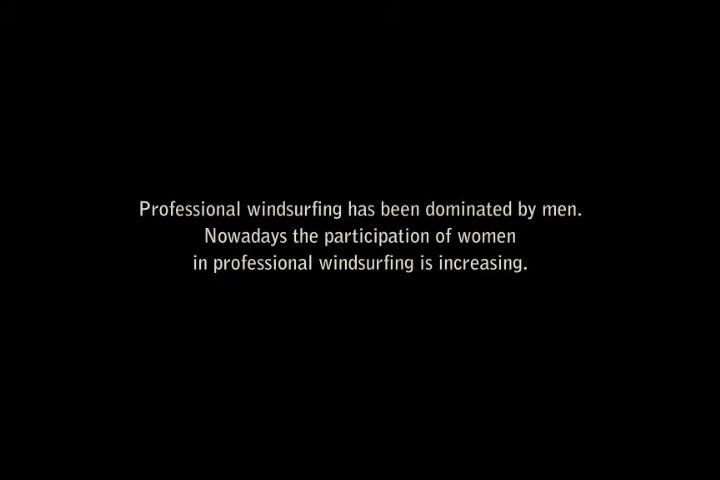 Professional windsurfing has been dominated by men.
Nowadays the participation of women
in professional windsurfing is increasing.